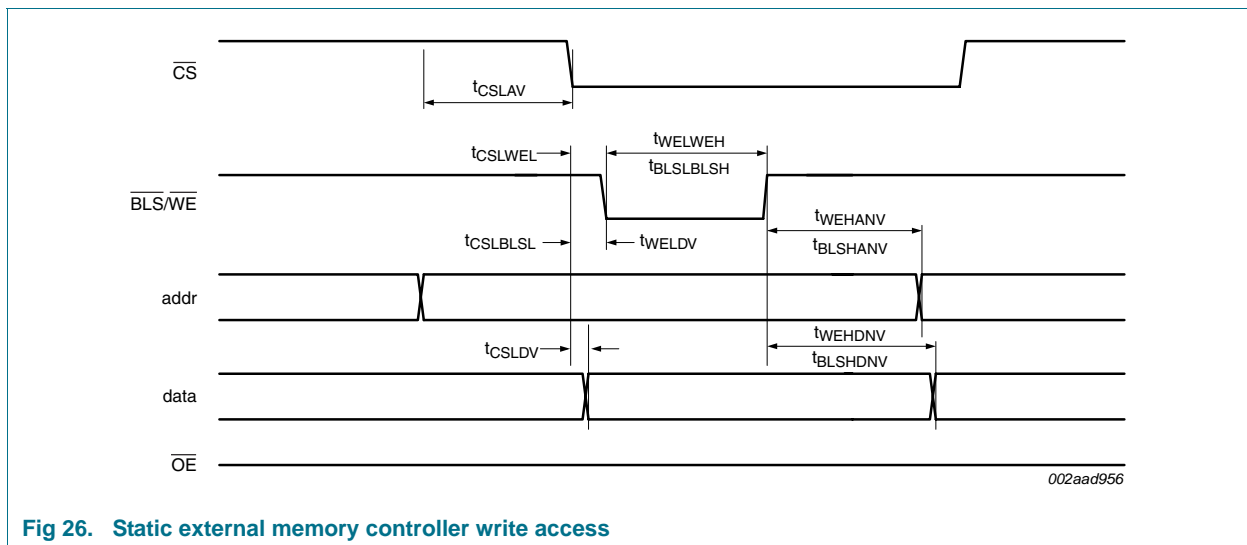 CS
tCSLAV
tCSLWEL
tWELWEH
tBLSLBLSH
BLS/WE
tCSLBLSL
tWELDV
tWEHANV
tBLSHANV
addr
tCSLDV
tWEHDNV
tBLSHDNV
data
OE
002aad956
Fig 26. Static external memory controller write access